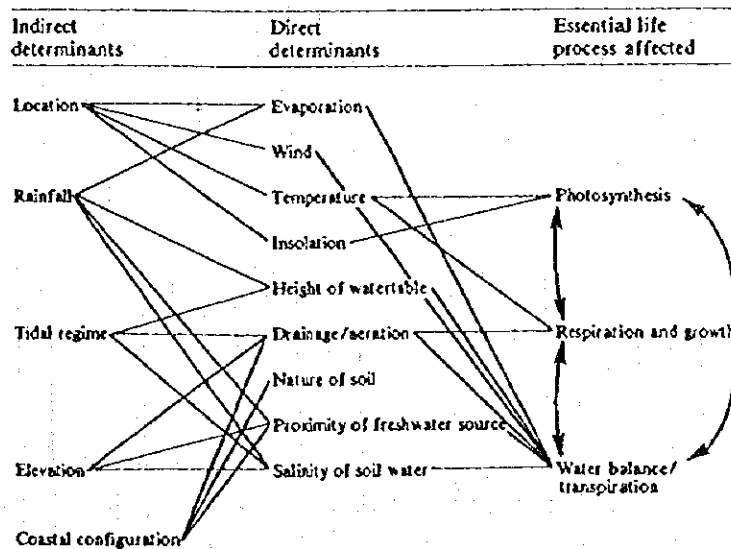 Indirect
determinants
Direct
determinants
Essential life
process affected
Location
Evaporation
Wind
Rainfall
Temperature
Photosynthesis
Insolation
Height of watertable
Tidal regime
Drainage/aeration
Respiration and growth
Nature of soil
Proximity of freshwater source
Elevation
Salinity of soil water
Water balance/
transpiration
Coastal configuration